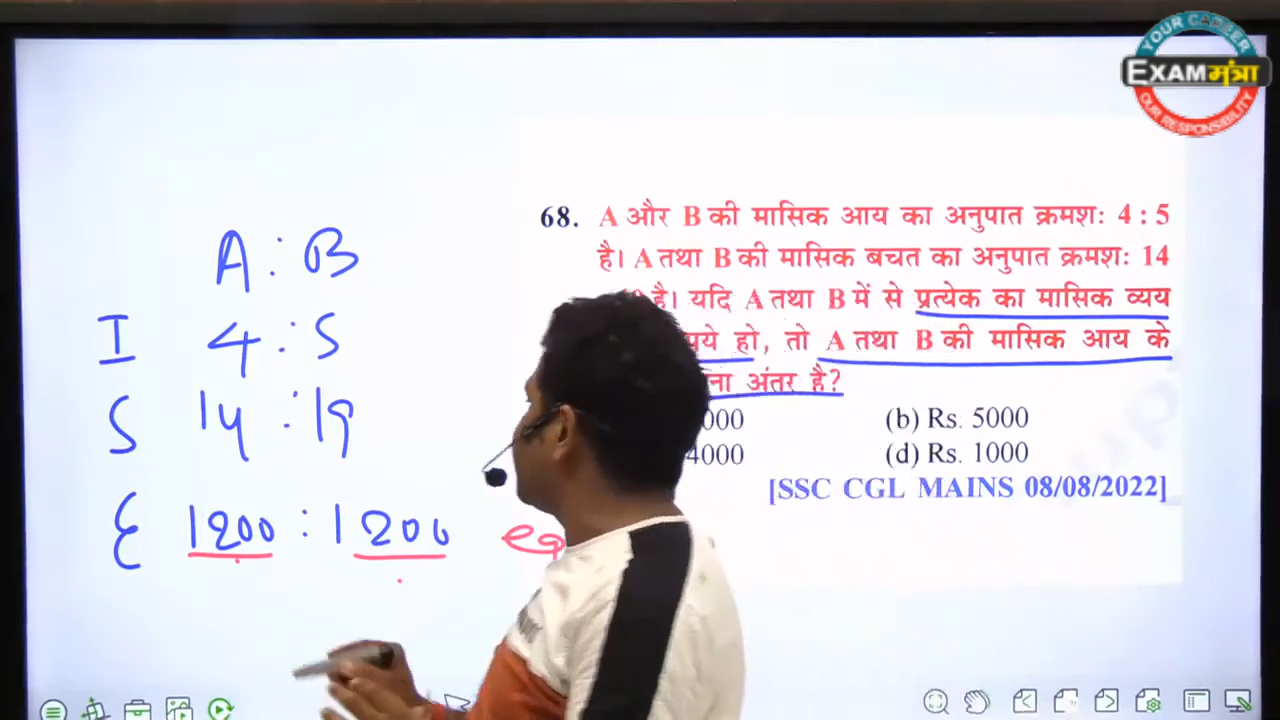 YOUR CAREER
EXAMमंत्रा
OUR RESPONSIBILITY
A : B
I 4 : 5
S 14 : 19
E 1200 : 1200
68. A और B की मासिक आय का अनुपात क्रमशः 4 : 5
है। A तथा B की मासिक बचत का अनुपात क्रमशः 14
है। यदि A तथा B में से प्रत्येक का मासिक व्यय
हो, तो A तथा B की मासिक आय के
अंतर है?
000 (b) Rs. 5000
4000 (d) Rs. 1000
[SSC CGL MAINS 08/08/2022]